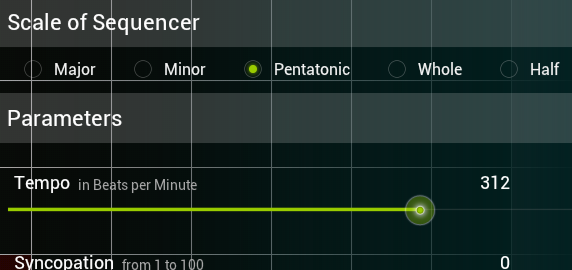 Scale of Sequencer
Major Minor Pentatonic Whole Half
Parameters
Tempo in Beats per Minute 312
Syncopation from 1 to 100 0